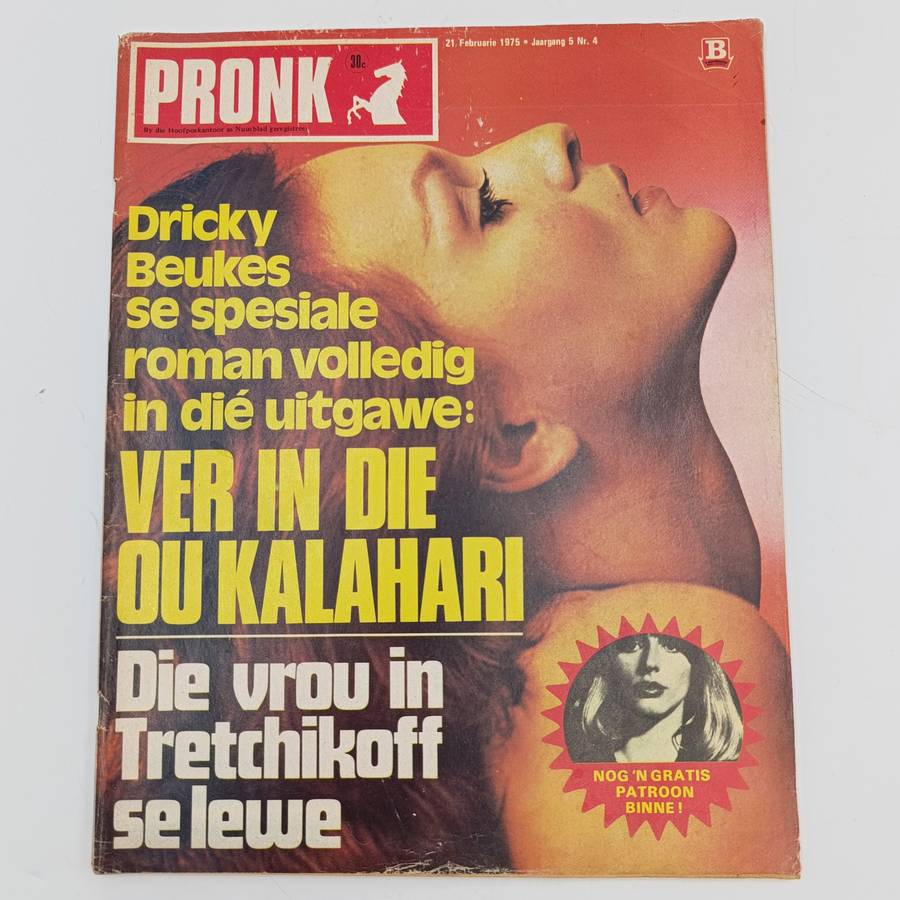 PRONK
30c
By die Hoofposkantoor as Nuusblad geregistreer
21 Februarie 1975 • Jaargang 5 Nr. 4
B
Dricky
Beukes
se spesiale
roman volledig
in dié uitgawe:
VER IN DIE
OU KALAHARI
Die vrou in
Tretchikoff
se lewe
NOG 'N GRATIS
PATROON
BINNE!